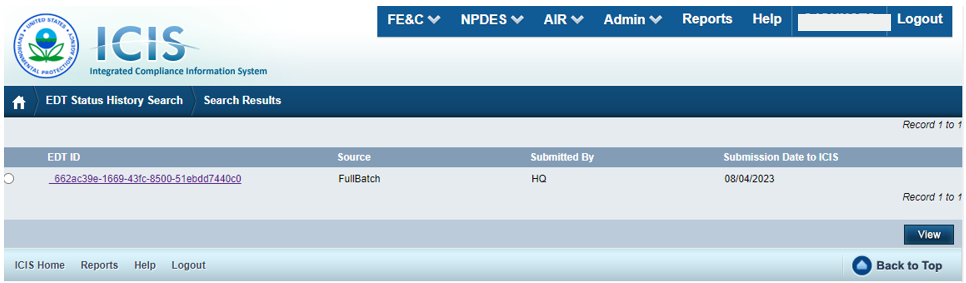 FE&C NPDES AIR Admin Reports Help Logout
UNITED STATES
ENVIRONMENTAL PROTECTION AGENCY
ICIS
Integrated Compliance Information System
EDT Status History Search Search Results
Record 1 to 1
EDT ID Source Submitted By Submission Date to ICIS
_662ac39e-1669-43fc-8500-51ebdd7440c0 FullBatch HQ 08/04/2023
Record 1 to 1
View
ICIS Home Reports Help Logout Back to Top